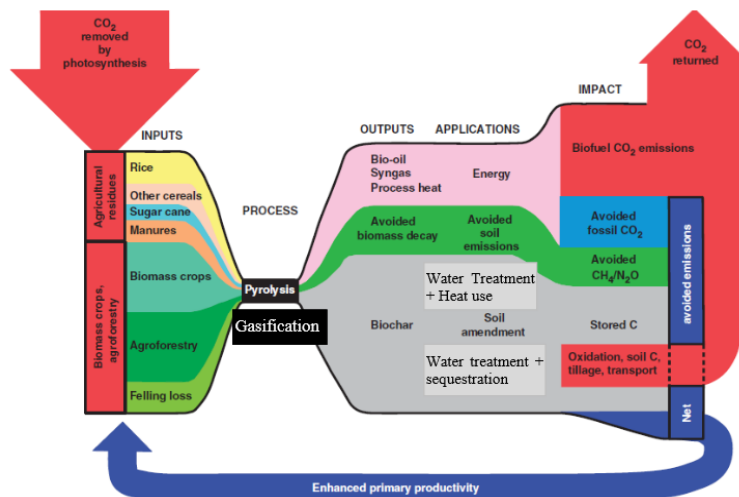 CO2
removed
by
photosynthesis
CO2
returned
IMPACT
INPUTS
OUTPUTS
APPLICATIONS
PROCESS
Agricultural
residues
Rice
Other cereals
Sugar cane
Manures
Biomass crops,
agroforestry
Biomass crops
Agroforestry
Felling loss
Pyrolysis
Gasification
Bio-oil
Syngas
Process heat
Energy
Biofuel CO2 emissions
Avoided
biomass decay
Avoided
soil
emissions
Avoided
fossil CO2
Avoided
CH4/N2O
avoided emissions
Water Treatment
+ Heat use
Biochar
Soil
amendment
Stored C
Water treatment +
sequestration
Oxidation, soil C,
tillage, transport
Net
Enhanced primary productivity